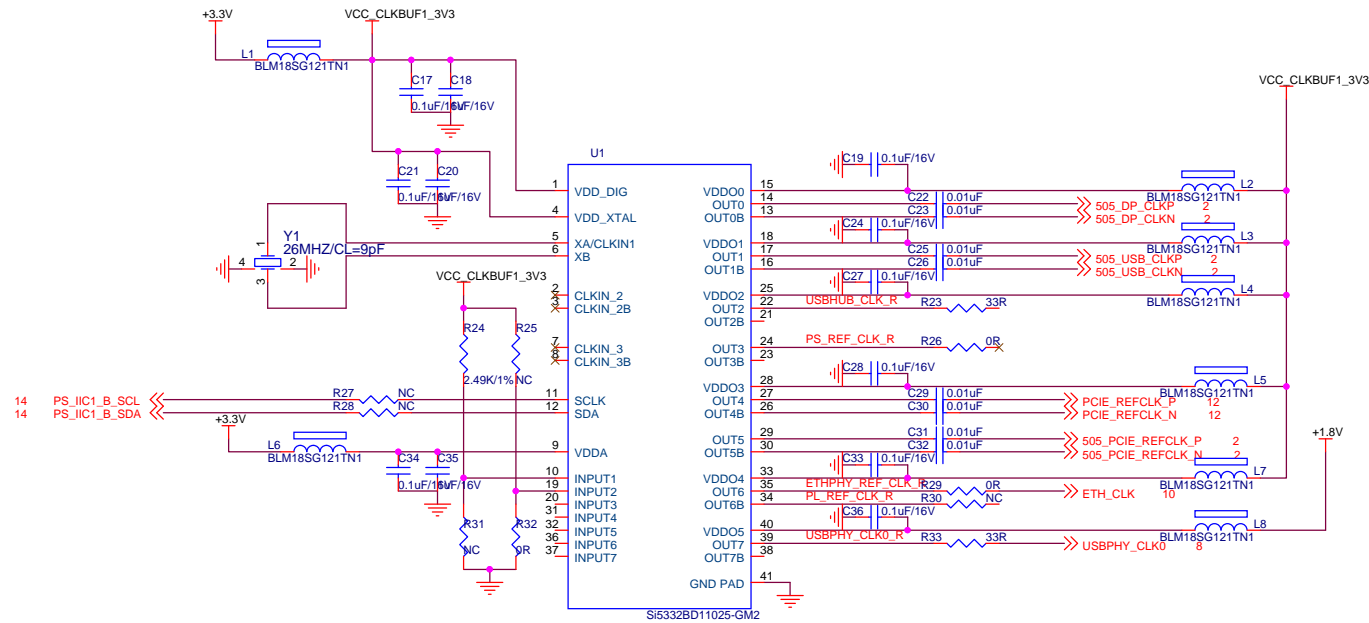 +3.3V
VCC_CLKBUF1_3V3
L1
BLM18SG121TN1
C17
C18
0.1uF/16V
1uF/16V
VCC_CLKBUF1_3V3
C21
C20
0.1uF/16V
1uF/16V
Y1
26MHZ/CL=9pF
1
4
2
3
VCC_CLKBUF1_3V3
R24
R25
2.49K/1%
NC
14 PS_IIC1_B_SCL
R27
NC
14 PS_IIC1_B_SDA
R28
NC
+3.3V
L6
BLM18SG121TN1
C34
C35
0.1uF/16V
1uF/16V
R31
R32
NC
0R
U1
1 VDD_DIG
4 VDD_XTAL
5 XA/CLKIN1
6 XB
2 CLKIN_2
3 CLKIN_2B
7 CLKIN_3
8 CLKIN_3B
11 SCLK
12 SDA
9 VDDA
10 INPUT1
19 INPUT2
20 INPUT3
31 INPUT4
32 INPUT5
36 INPUT6
37 INPUT7
VDDO0 15
OUT0 14
OUT0B 13
VDDO1 18
OUT1 17
OUT1B 16
VDDO2 25
OUT2 22
OUT2B 21
OUT3 24
OUT3B 23
VDDO3 28
OUT4 27
OUT4B 26
OUT5 29
OUT5B 30
VDDO4 33
OUT6 35
OUT6B 34
VDDO5 40
OUT7 39
OUT7B 38
GND PAD 41
Si5332BD11025-GM2
C19 0.1uF/16V
L2
BLM18SG121TN1
C22 0.01uF
505_DP_CLKP 2
C23 0.01uF
505_DP_CLKN 2
C24 0.1uF/16V
L3
BLM18SG121TN1
C25 0.01uF
505_USB_CLKP 2
C26 0.01uF
505_USB_CLKN 2
C27 0.1uF/16V
L4
BLM18SG121TN1
USBHUB_CLK_R
R23 33R
PS_REF_CLK_R
R26 0R
C28 0.1uF/16V
L5
BLM18SG121TN1
C29 0.01uF
PCIE_REFCLK_P 12
C30 0.01uF
PCIE_REFCLK_N 12
C31 0.01uF
505_PCIE_REFCLK_P 2
C32 0.01uF
505_PCIE_REFCLK_N 2
+1.8V
C33 0.1uF/16V
L7
BLM18SG121TN1
ETHPHY_REF_CLK_R
R29 0R
ETH_CLK 10
PL_REF_CLK_R
R30 NC
C36 0.1uF/16V
L8
BLM18SG121TN1
USBPHY_CLK0_R
R33 33R
USBPHY_CLK0 8